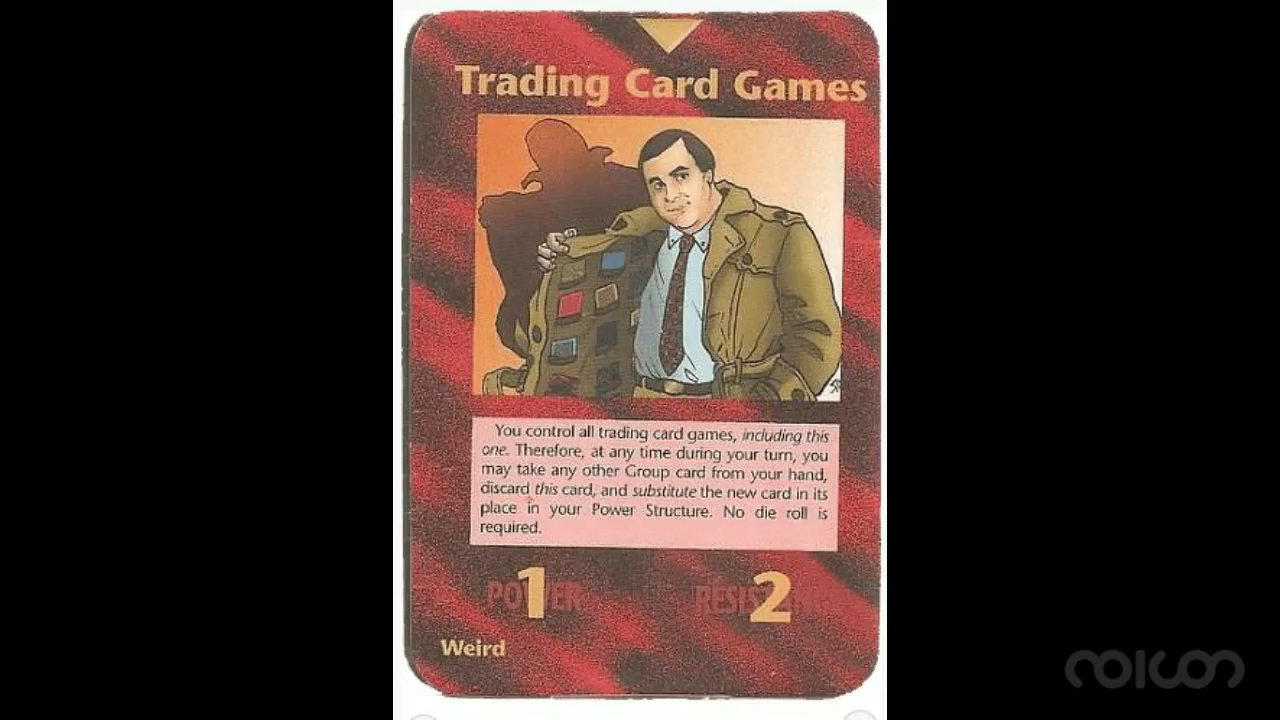 Trading Card Games
You control all trading card games, including this
one. Therefore, at any time during your turn, you
may take any other Group card from your hand,
discard this card, and substitute the new card in its
place in your Power Structure. No die roll is
required.
POWER 1 RESISTANCE 2
Weird